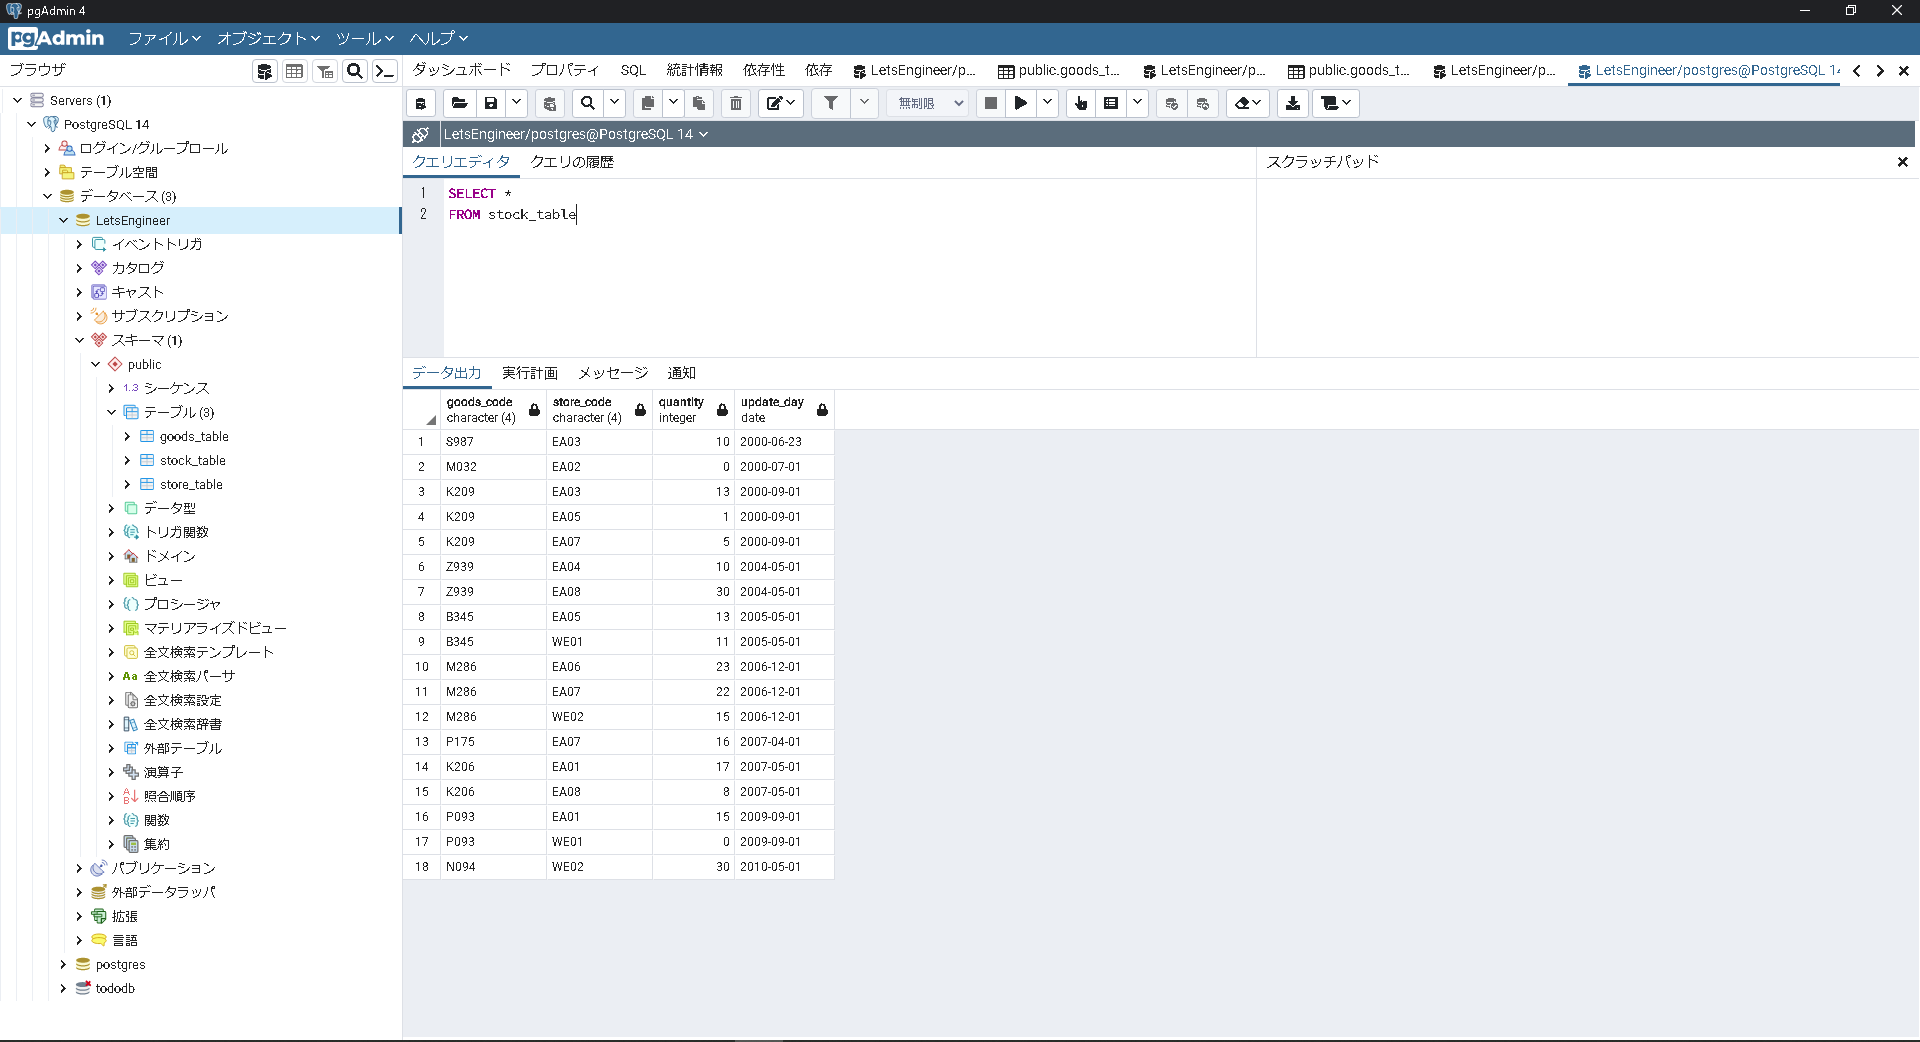 pgAdmin 4
pgAdmin ファイル オブジェクト ツール ヘルプ
ブラウザ
ダッシュボード プロパティ SQL 統計情報 依存性 依存 LetsEngineer/p... public.goods_t... LetsEngineer/p... public.goods_t... LetsEngineer/p... LetsEngineer/postgres@PostgreSQL 14
無制限
LetsEngineer/postgres@PostgreSQL 14
クエリエディタ クエリの履歴
スクラッチパッド
1 SELECT *
2 FROM stock_table
Servers (1)
PostgreSQL 14
ログイン/グループロール
テーブル空間
データベース (3)
LetsEngineer
イベントトリガ
カタログ
キャスト
サブスクリプション
スキーマ (1)
public
1.3 シーケンス
テーブル (3)
goods_table
stock_table
store_table
データ型
トリガ関数
ドメイン
ビュー
プロシージャ
マテリアライズドビュー
全文検索テンプレート
Aa 全文検索パーサ
全文検索設定
全文検索辞書
外部テーブル
演算子
照合順序
関数
集約
パブリケーション
外部データラッパ
拡張
言語
postgres
tododb
データ出力 実行計画 メッセージ 通知
goods_code store_code quantity update_day
character (4) character (4) integer date
1 S987 EA03 10 2000-06-23
2 M032 EA02 0 2000-07-01
3 K209 EA03 13 2000-09-01
4 K209 EA05 1 2000-09-01
5 K209 EA07 5 2000-09-01
6 Z939 EA04 10 2004-05-01
7 Z939 EA08 30 2004-05-01
8 B345 EA05 13 2005-05-01
9 B345 WE01 11 2005-05-01
10 M286 EA06 23 2006-12-01
11 M286 EA07 22 2006-12-01
12 M286 WE02 15 2006-12-01
13 P175 EA07 16 2007-04-01
14 K206 EA01 17 2007-05-01
15 K206 EA08 8 2007-05-01
16 P093 EA01 15 2009-09-01
17 P093 WE01 0 2009-09-01
18 N094 WE02 30 2010-05-01